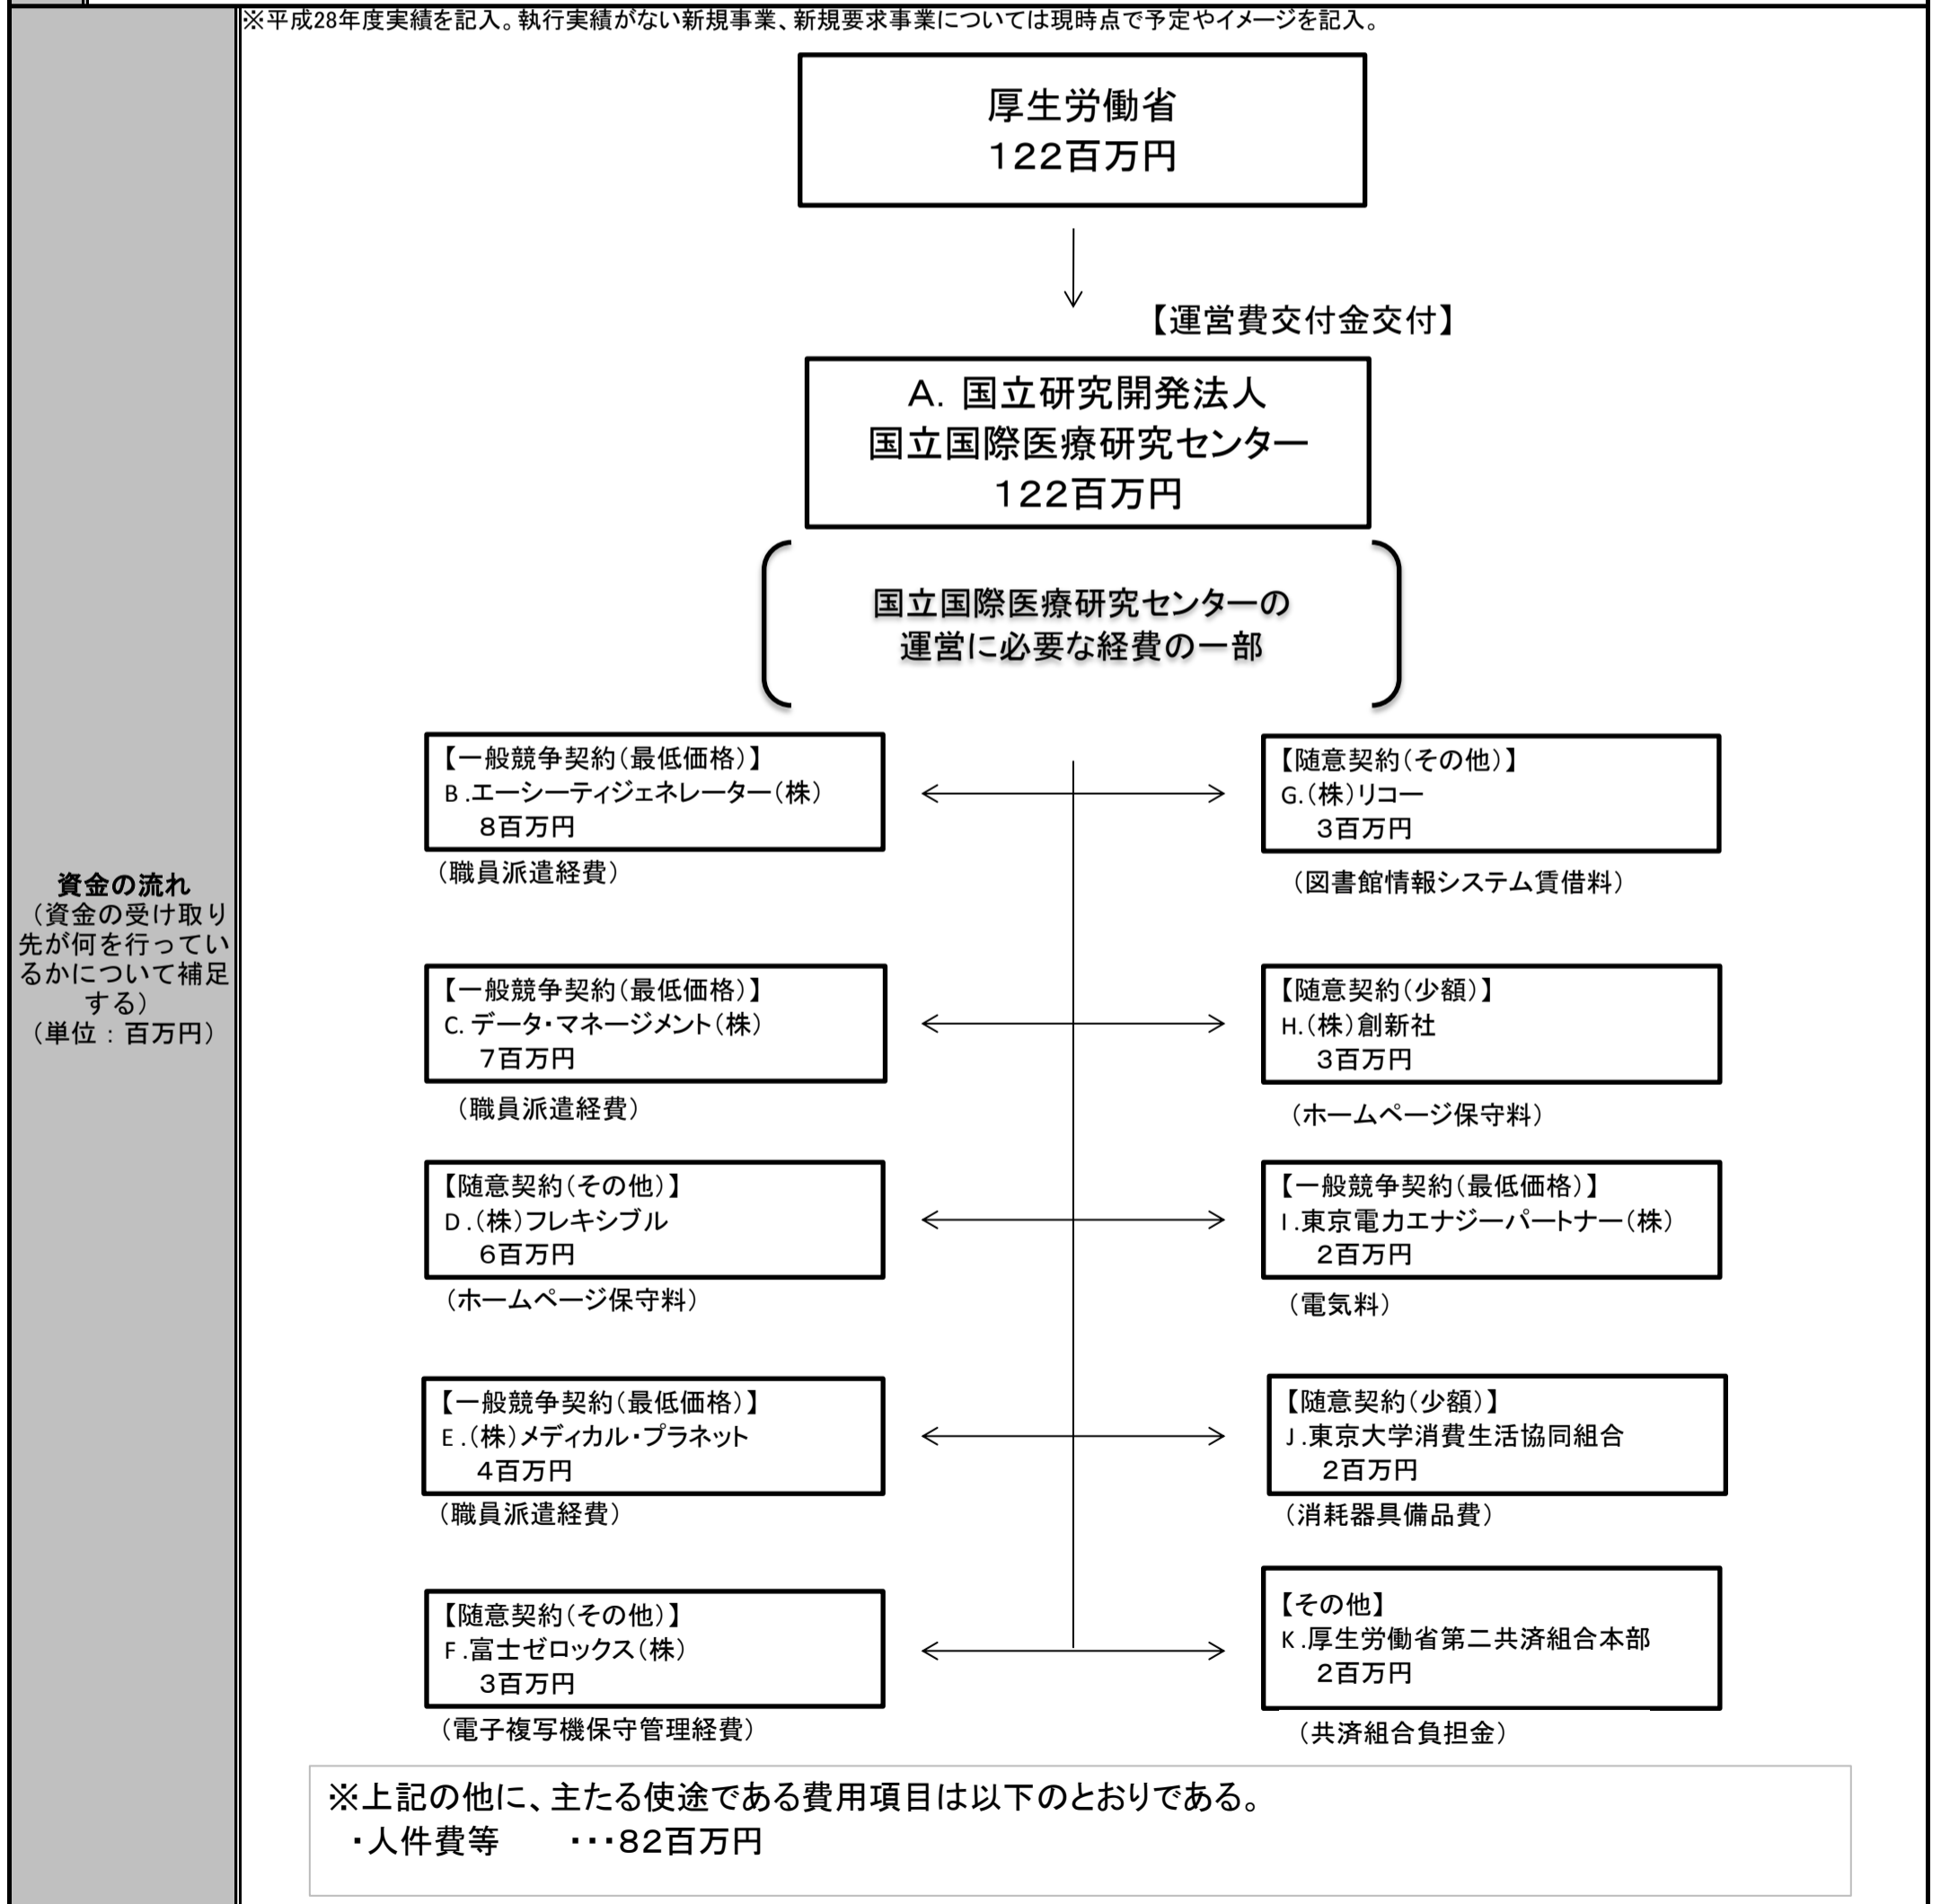 ※平成28年度実績を記入。執行実績がない新規事業、新規要求事業については現時点で予定やイメージを記入。
資金の流れ
（資金の受け取り
先が何を行ってい
るかについて補足
する）
（単位：百万円）
厚生労働省
122百万円
【運営費交付金交付】
A. 国立研究開発法人
国立国際医療研究センター
122百万円
国立国際医療研究センターの
運営に必要な経費の一部
【一般競争契約（最低価格）】
B .エーシーティジェネレーター（株）
8百万円
（職員派遣経費）
【随意契約（その他）】
G.（株）リコー
3百万円
（図書館情報システム賃借料）
【一般競争契約（最低価格）】
C. データ・マネージメント（株）
7百万円
（職員派遣経費）
【随意契約（少額）】
H.（株）創新社
3百万円
（ホームページ保守料）
【随意契約（その他）】
D .（株）フレキシブル
6百万円
（ホームページ保守料）
【一般競争契約（最低価格）】
I .東京電力エナジーパートナー（株）
2百万円
（電気料）
【一般競争契約（最低価格）】
E .（株）メディカル・プラネット
4百万円
（職員派遣経費）
【随意契約（少額）】
J .東京大学消費生活協同組合
2百万円
（消耗器具備品費）
【随意契約（その他）】
F .富士ゼロックス（株）
3百万円
（電子複写機保守管理経費）
【その他】
K .厚生労働省第二共済組合本部
2百万円
（共済組合負担金）
※上記の他に、主たる使途である費用項目は以下のとおりである。
・人件費等　　・・・82百万円